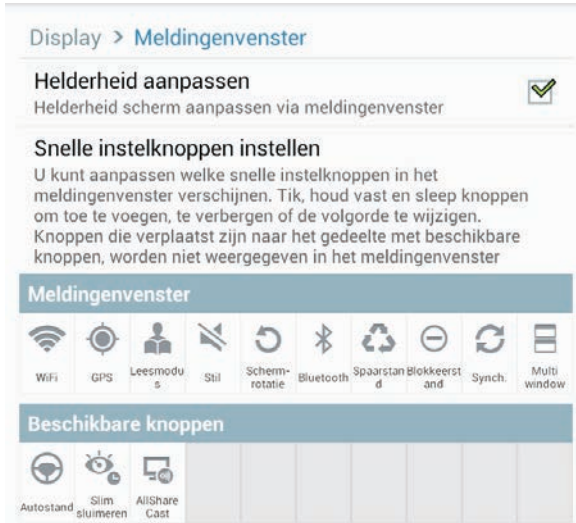 Display > Meldingenvenster
Helderheid aanpassen
Helderheid scherm aanpassen via meldingenvenster
Snelle instelknoppen instellen
U kunt aanpassen welke snelle instelknoppen in het
meldingenvenster verschijnen. Tik, houd vast en sleep knoppen
om toe te voegen, te verbergen of de volgorde te wijzigen.
Knoppen die verplaatst zijn naar het gedeelte met beschikbare
knoppen, worden niet weergegeven in het meldingenvenster
Meldingenvenster
WiFi
GPS
Leesmodu
s
Stil
Scherm-
rotatie
Bluetooth
Spaarstan
d
Blokkeerst
and
Synch.
Multi
window
Beschikbare knoppen
Autostand
Slim
sluimeren
AllShare
Cast